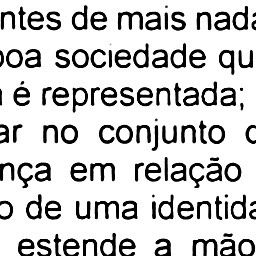 ntes de mais nada
boa sociedade qu
é representada;
ar no conjunto
nça em relação
o de uma identida
estende a mão